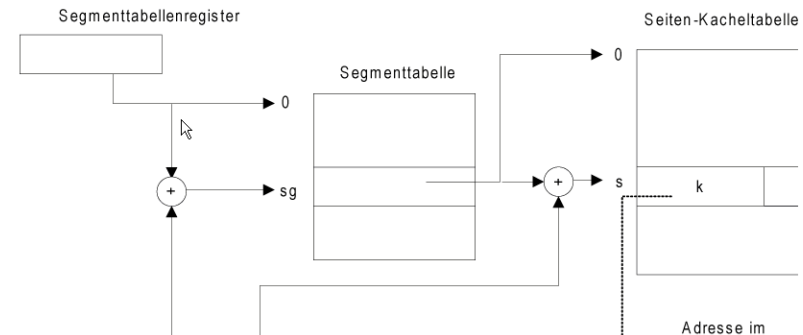 Segmenttabellenregister
Seiten-Kacheltabelle
Segmenttabelle
0
0
+
sg
+
s
k
Adresse im